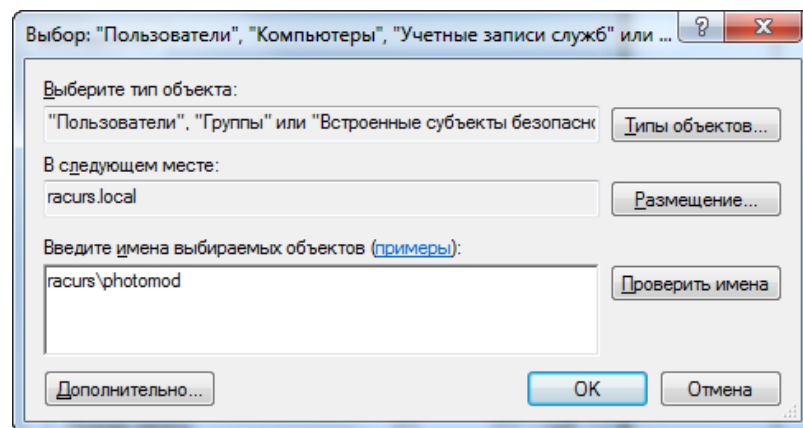 Выбор: "Пользователи", "Компьютеры", "Учетные записи служб" или ...
Выберите тип объекта:
"Пользователи", "Группы" или "Встроенные субъекты безопасно
Типы объектов...
В следующем месте:
racurs.local
Размещение...
Введите имена выбираемых объектов (примеры):
racurs\photomod
Проверить имена
Дополнительно...
ОК
Отмена